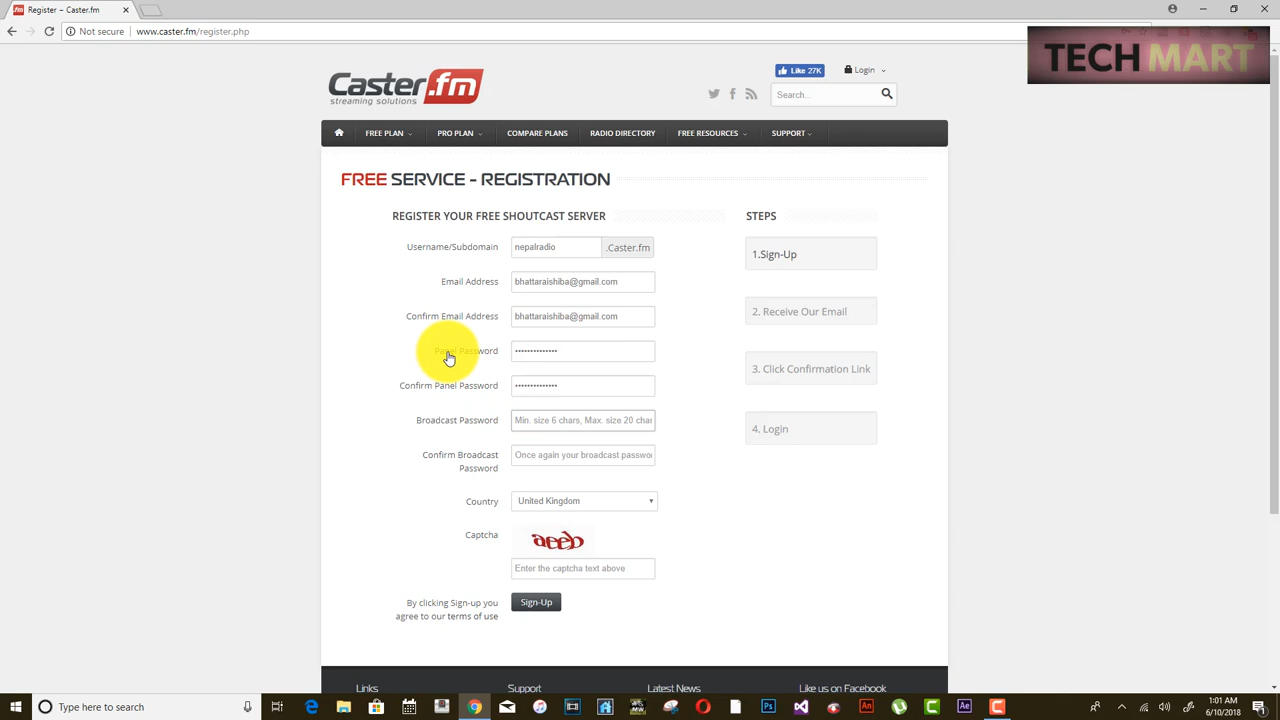 Register – Caster.fm
Not secure
www.caster.fm/register.php
TECH MART
Caster.fm
streaming solutions
Like 27K
Login
Search...
FREE PLAN
PRO PLAN
COMPARE PLANS
RADIO DIRECTORY
FREE RESOURCES
SUPPORT
FREE SERVICE - REGISTRATION
REGISTER YOUR FREE SHOUTCAST SERVER
STEPS
Username/Subdomain
nepalradio
.Caster.fm
1.Sign-Up
Email Address
bhattaraishiba@gmail.com
2. Receive Our Email
Confirm Email Address
bhattaraishiba@gmail.com
Panel Password
••••••••••••••
3. Click Confirmation Link
Confirm Panel Password
••••••••••••••
Broadcast Password
Min. size 6 chars, Max. size 20 char
4. Login
Confirm Broadcast
Password
Once again your broadcast passwo
Country
United Kingdom
Captcha
Enter the captcha text above
By clicking Sign-up you
agree to our terms of use
Sign-Up
Links
Support
Latest News
Like us on Facebook
Type here to search
1:01 AM
6/10/2018